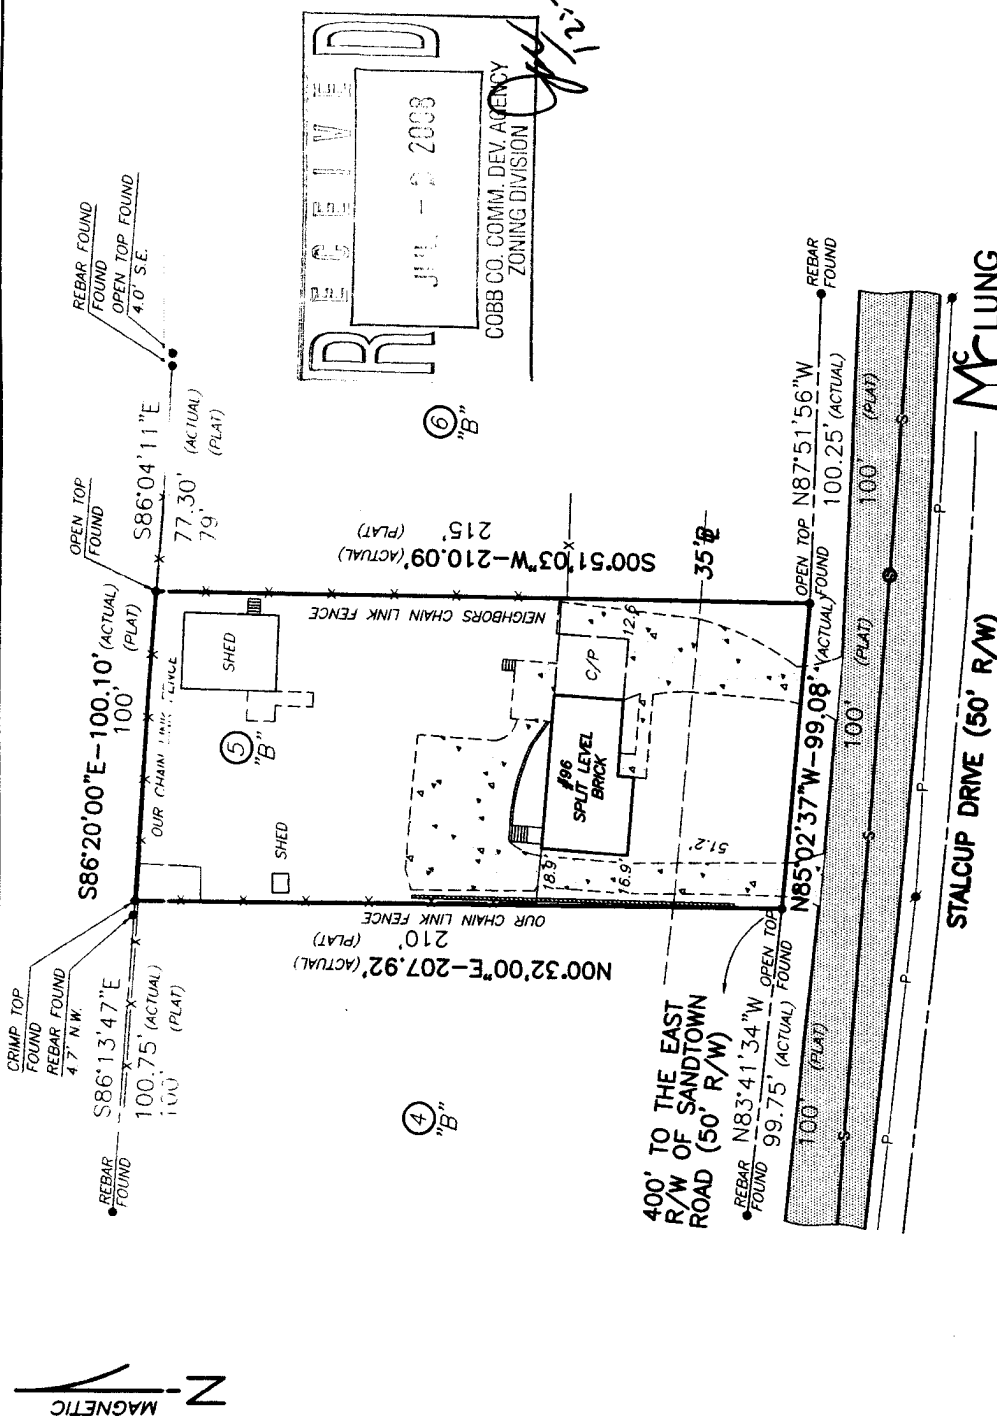 RECEIVED
2008
COBB CO. COMM. DEV. AGENCY
ZONING DIVISION
CRIMP TOP
FOUND
REBAR FOUND
4.7' N.W.
OPEN TOP
FOUND
REBAR FOUND
FOUND
OPEN TOP FOUND
4.0' S.E.
REBAR
FOUND
S86°13'47"E
100.75' (ACTUAL)
100' (PLAT)
S86°20'00"E-100.10' (ACTUAL)
100' (PLAT)
S86°04'11"E
77.30' (ACTUAL)
79' (PLAT)
OUR CHAIN LINK FENCE
SHED
SHED
5
"B"
4
"B"
6
"B"
NEIGHBORS CHAIN LINK FENCE
S00°51'03"W-210.09' (ACTUAL)
215' (PLAT)
OUR CHAIN LINK FENCE
N00°32'00"E-207.92' (ACTUAL)
210' (PLAT)
#96
SPLIT LEVEL
BRICK
C/P
18.9'
16.9'
12.6'
51.2'
35' BL
400' TO THE EAST
R/W OF SANDTOWN
ROAD (50' R/W)
REBAR
FOUND
N83°41'34"W
99.75' (ACTUAL)
100' (PLAT)
OPEN TOP
FOUND
N85°02'37"W-99.08' (ACTUAL)
100' (PLAT)
OPEN TOP
FOUND
N87°51'56"W
100.25' (ACTUAL)
100' (PLAT)
REBAR
FOUND
S S S S
P P P P
STALCUP DRIVE (50' R/W)
McCLUNG
MAGNETIC
N